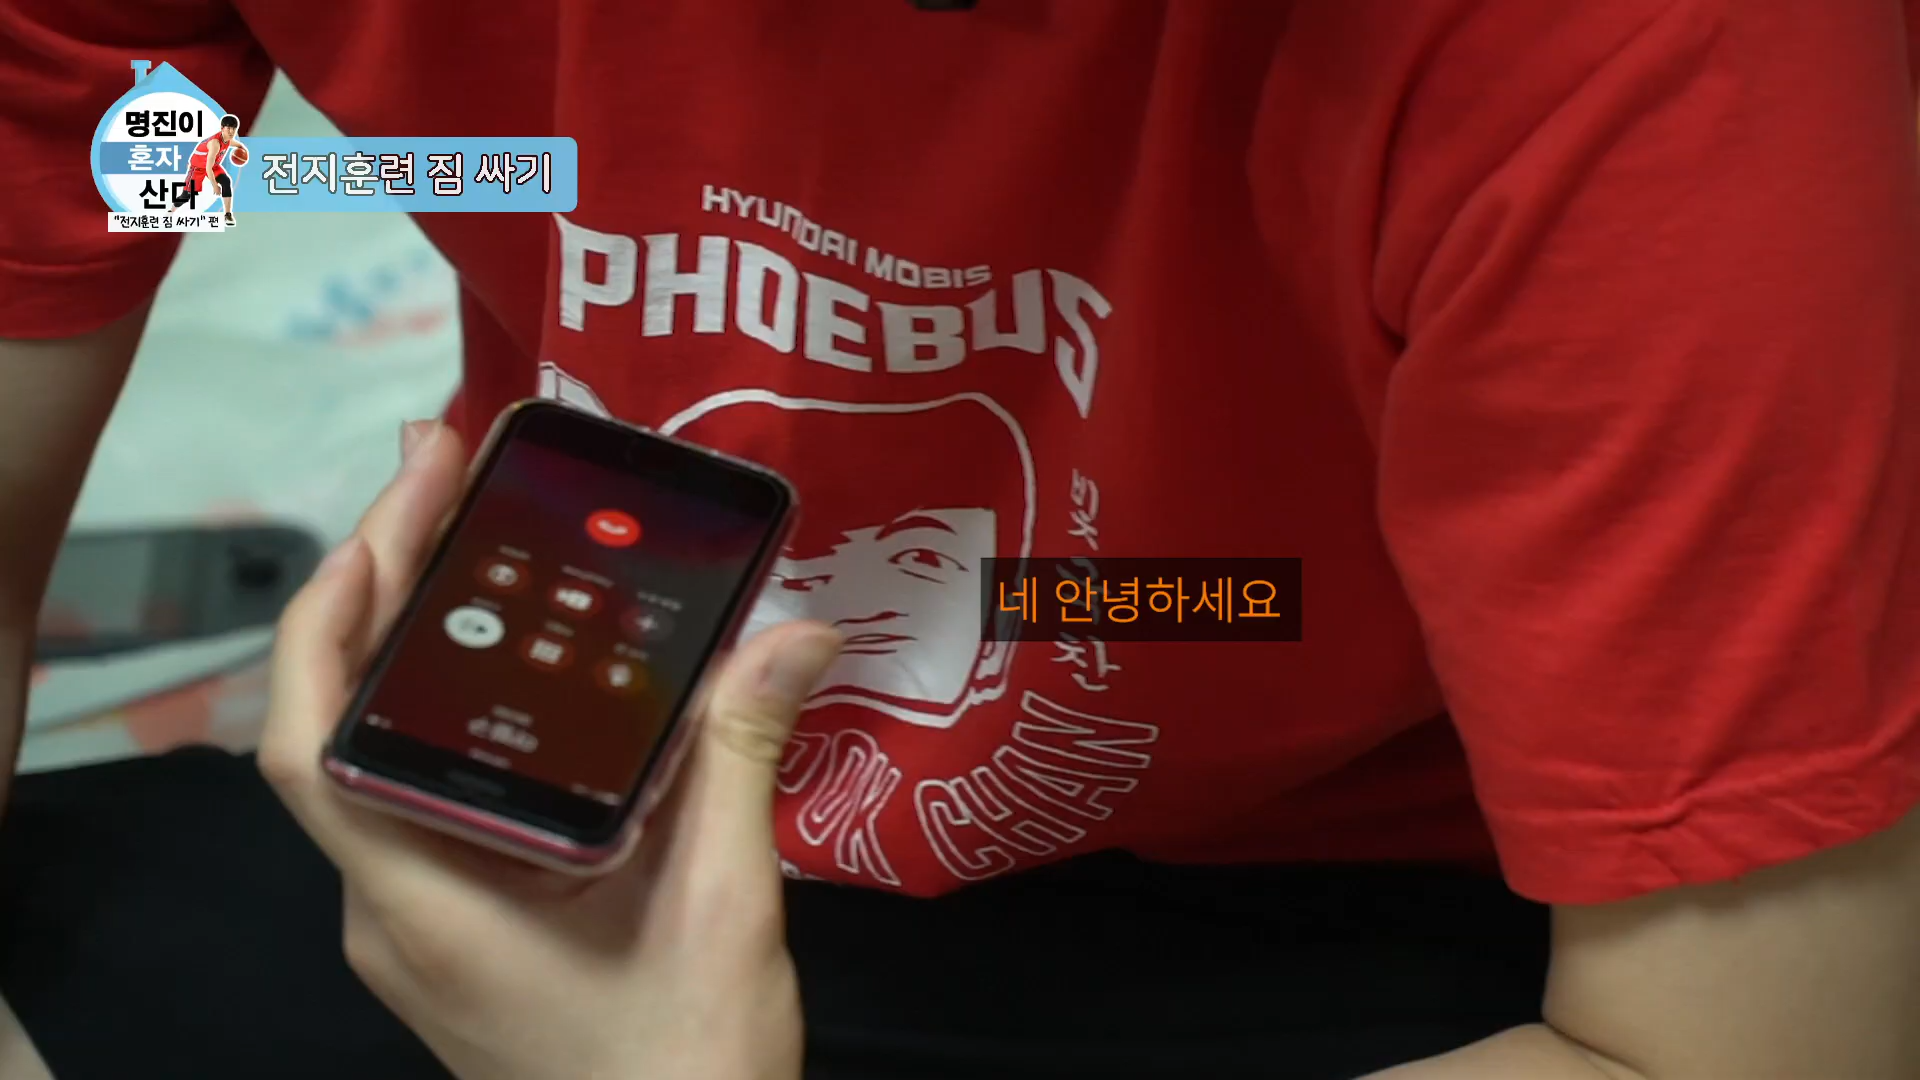 명진이
혼자
산다
"전지훈련 짐 싸기" 편
전지훈련 짐 싸기
HYUNDAI MOBIS
PHOEBUS
네 안녕하세요
CHAN